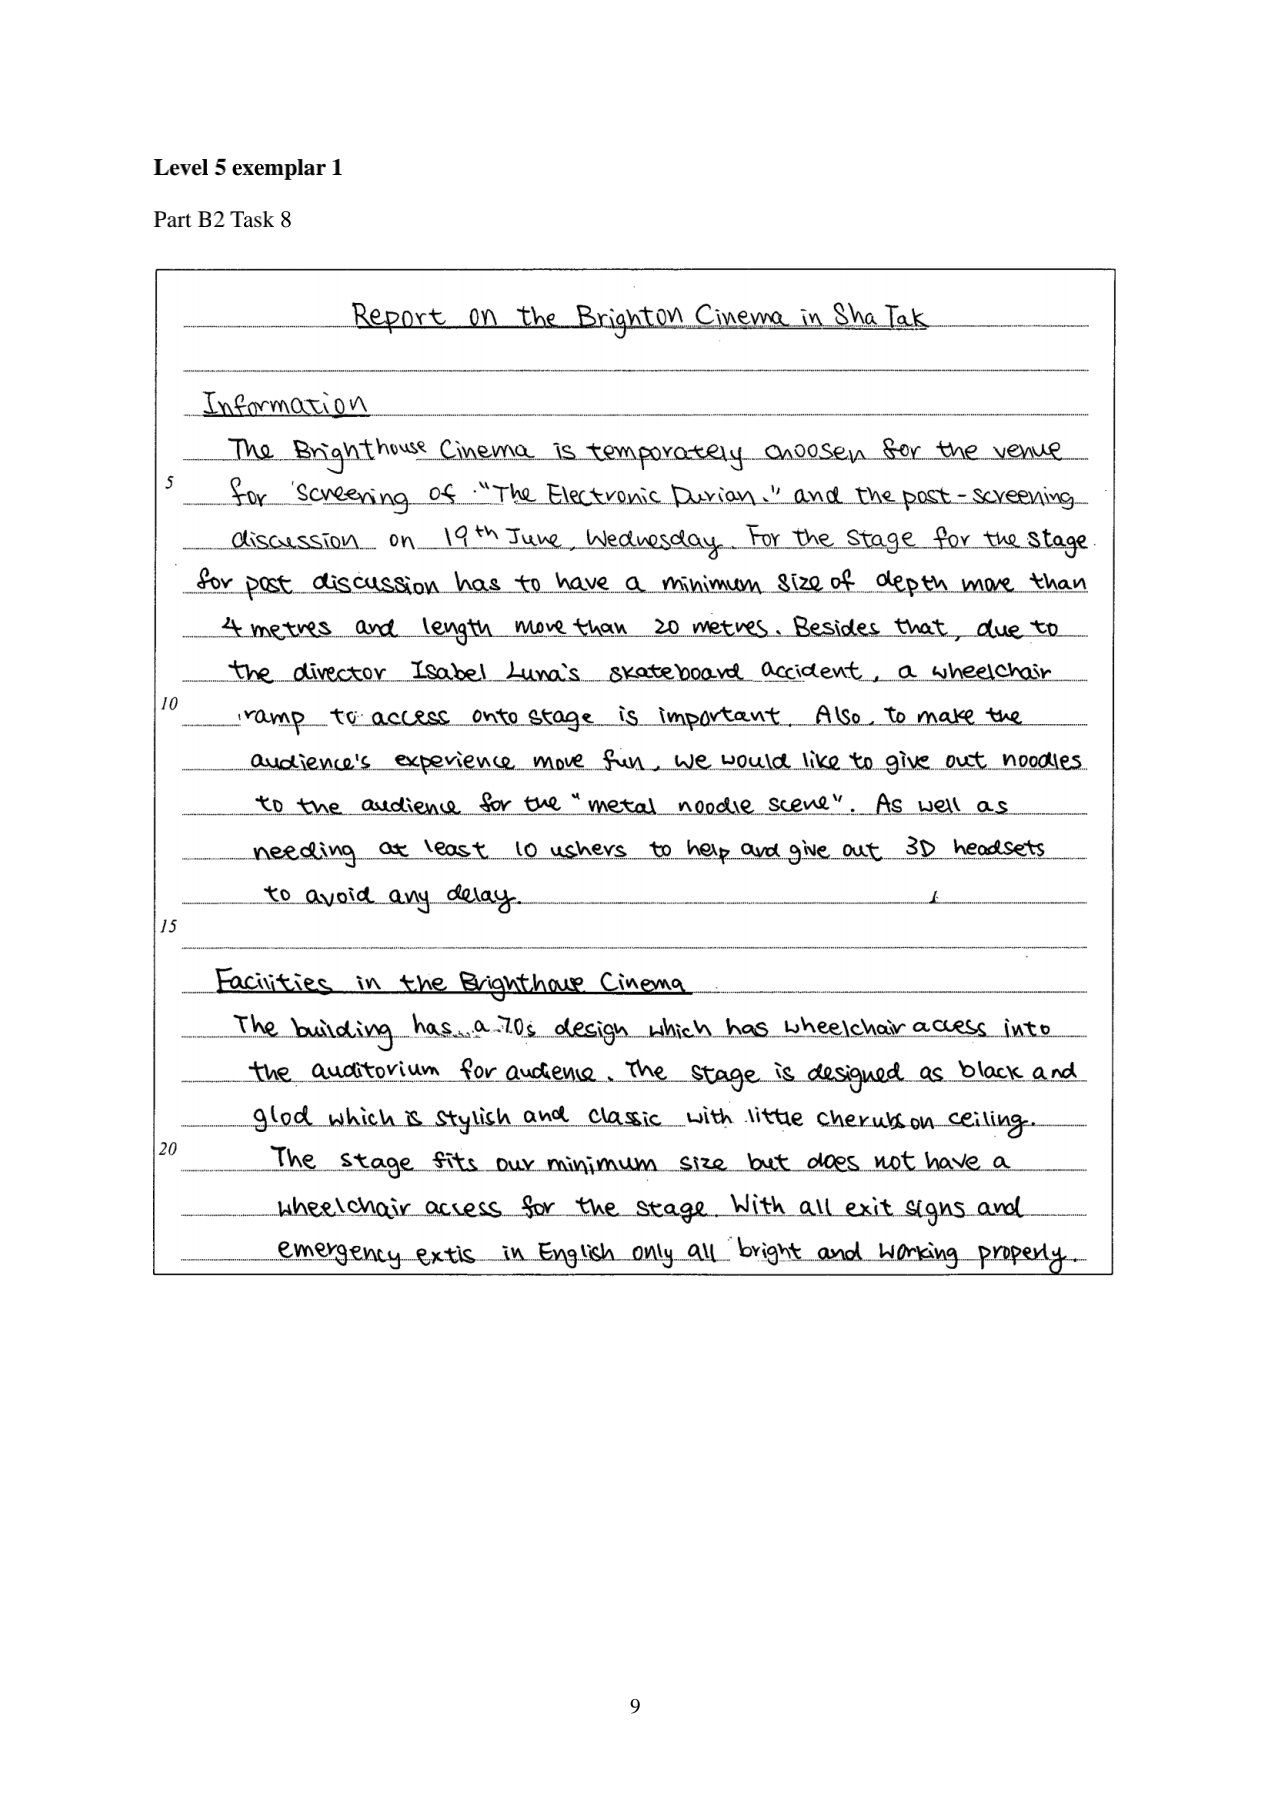 Level 5 exemplar 1
Part B2 Task 8
Report on the Brighton Cinema in Sha Tak
Information
The Brighthouse Cinema is temporately choosen for the venue
5
for screening of "The Electronic Durian." and the post-screening
discussion on 19th June, Wednesday. For the stage for the stage
for post discussion has to have a minimum size of depth more than
4 metres and length more than 20 metres. Besides that, due to
the director Isabel Luna's skateboard accident, a wheelchair
10
ramp to access onto stage is important. Also, to make the
audience's experience more fun, we would like to give out noodles
to the audience for the "metal noodle scene". As well as
needing at least 10 ushers to help and give out 3D headsets
to avoid any delay.
15
Facilities in the Brighthouse Cinema
The building has a 70s design which has wheelchair access into
the auditorium for audience. The stage is designed as black and
glod which is stylish and classic with little cherubs on ceiling.
20
The stage fits our minimum size but does not have a
wheelchair access for the stage. With all exit signs and
emergency extis in English only all bright and working properly.
9